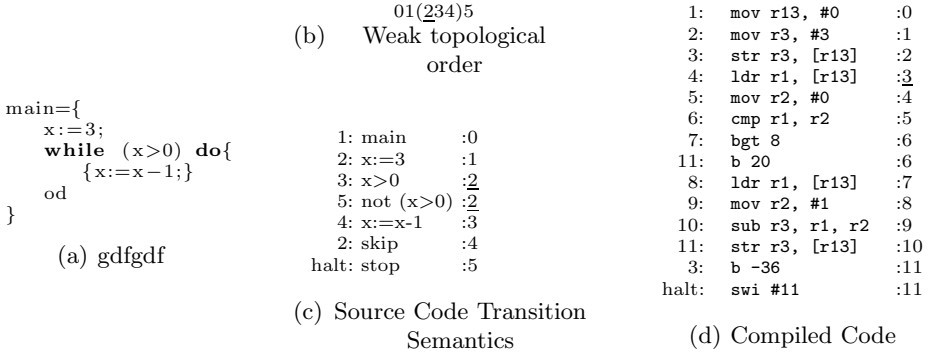 main={
x:=3;
while (x>0) do{
{x:=x-1;}
od
}
(a) gdfgdf
01(234)5
(b) Weak topological
order
1: main :0
2: x:=3 :1
3: x>0 :2
5: not (x>0) :2
4: x:=x-1 :3
2: skip :4
halt: stop :5
(c) Source Code Transition
Semantics
1: mov r13, #0 :0
2: mov r3, #3 :1
3: str r3, [r13] :2
4: ldr r1, [r13] :3
5: mov r2, #0 :4
6: cmp r1, r2 :5
7: bgt 8 :6
11: b 20 :6
8: ldr r1, [r13] :7
9: mov r2, #1 :8
10: sub r3, r1, r2 :9
11: str r3, [r13] :10
3: b -36 :11
halt: swi #11 :11
(d) Compiled Code